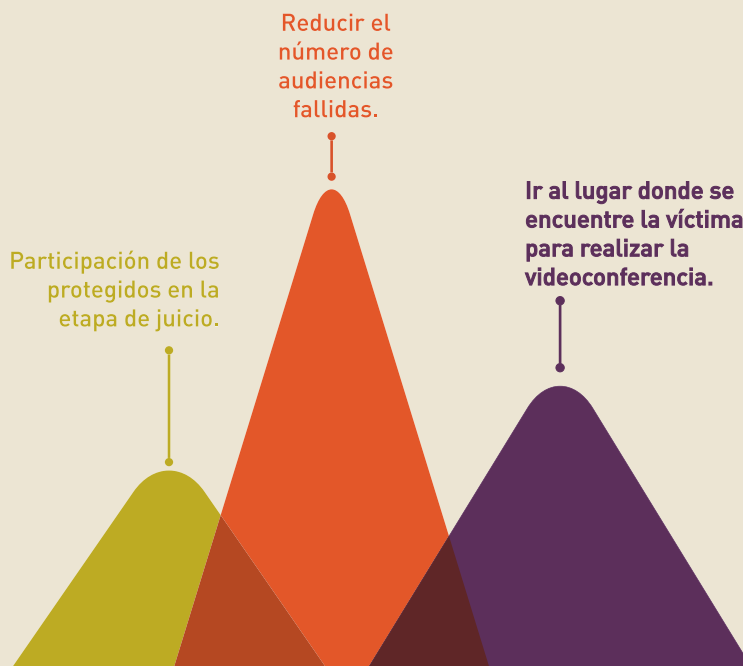 Reducir el
número de
audiencias
fallidas.
Participación de los
protegidos en la
etapa de juicio.
Ir al lugar donde se
encuentre la víctima
para realizar la
videoconferencia.